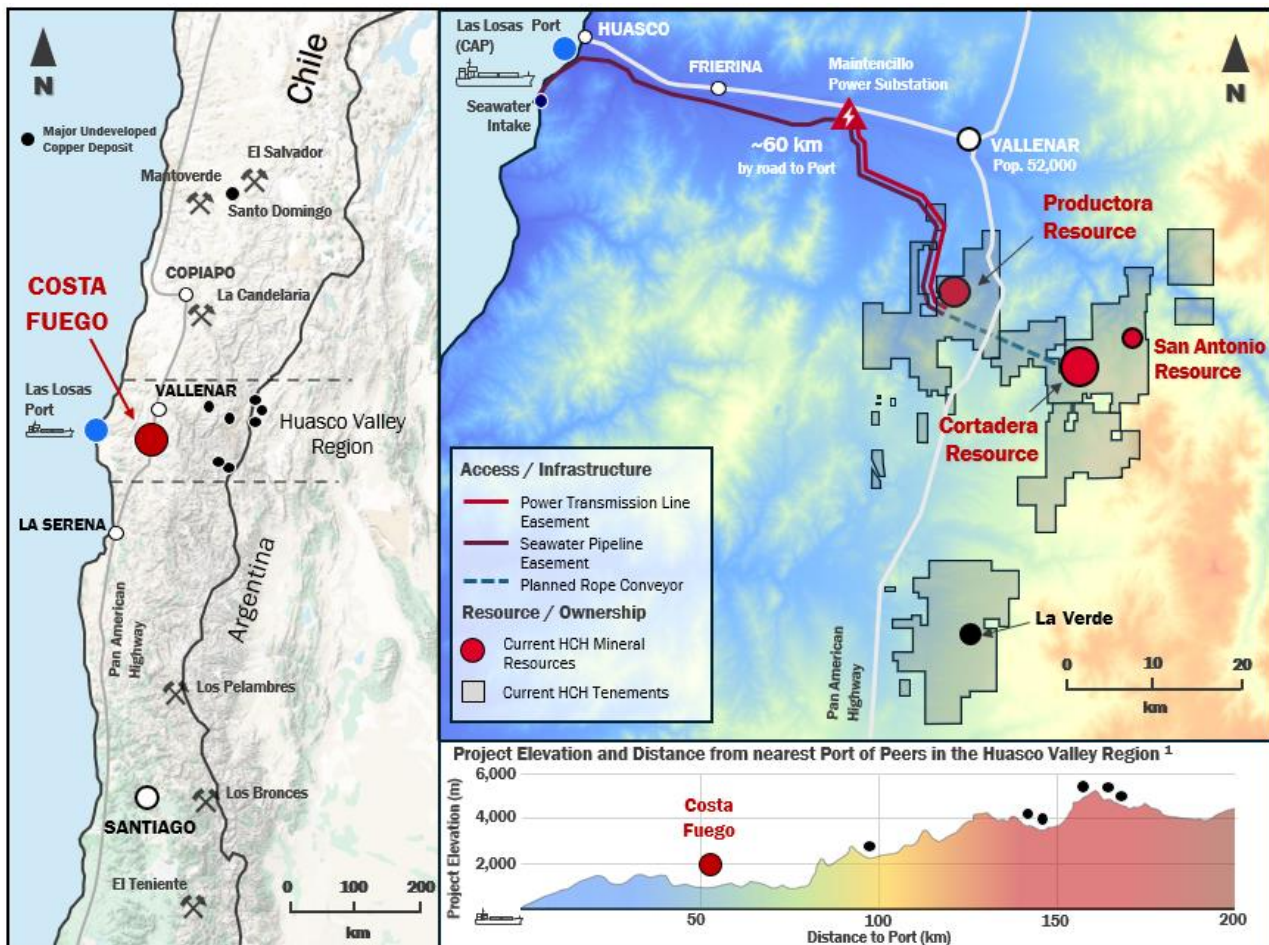 N
Major Undeveloped
Copper Deposit
Chile
El Salvador
Mantoverde
Santo Domingo
COPIAPO
La Candelaria
COSTA
FUEGO
Las Losas
Port
VALLENAR
Huasco Valley
Region
LA SERENA
Argentina
Pan American
Highway
Los Pelambres
Los Bronces
SANTIAGO
El Teniente
0 100 200
km
Las Losas Port
(CAP)
HUASCO
Seawater
Intake
FRIERINA
Maintencillo
Power Substation
N
~60 km
by road to Port
VALLENAR
Pop. 52,000
Productora
Resource
San Antonio
Resource
Cortadera
Resource
Access / Infrastructure
Power Transmission Line
Easement
Seawater Pipeline
Easement
Planned Rope Conveyor
Resource / Ownership
Current HCH Mineral
Resources
Current HCH Tenements
Pan American
Highway
La Verde
0 10 20
km
Project Elevation and Distance from nearest Port of Peers in the Huasco Valley Region 1
Project Elevation (m)
6,000
4,000
2,000
Costa
Fuego
50 100 150 200
Distance to Port (km)